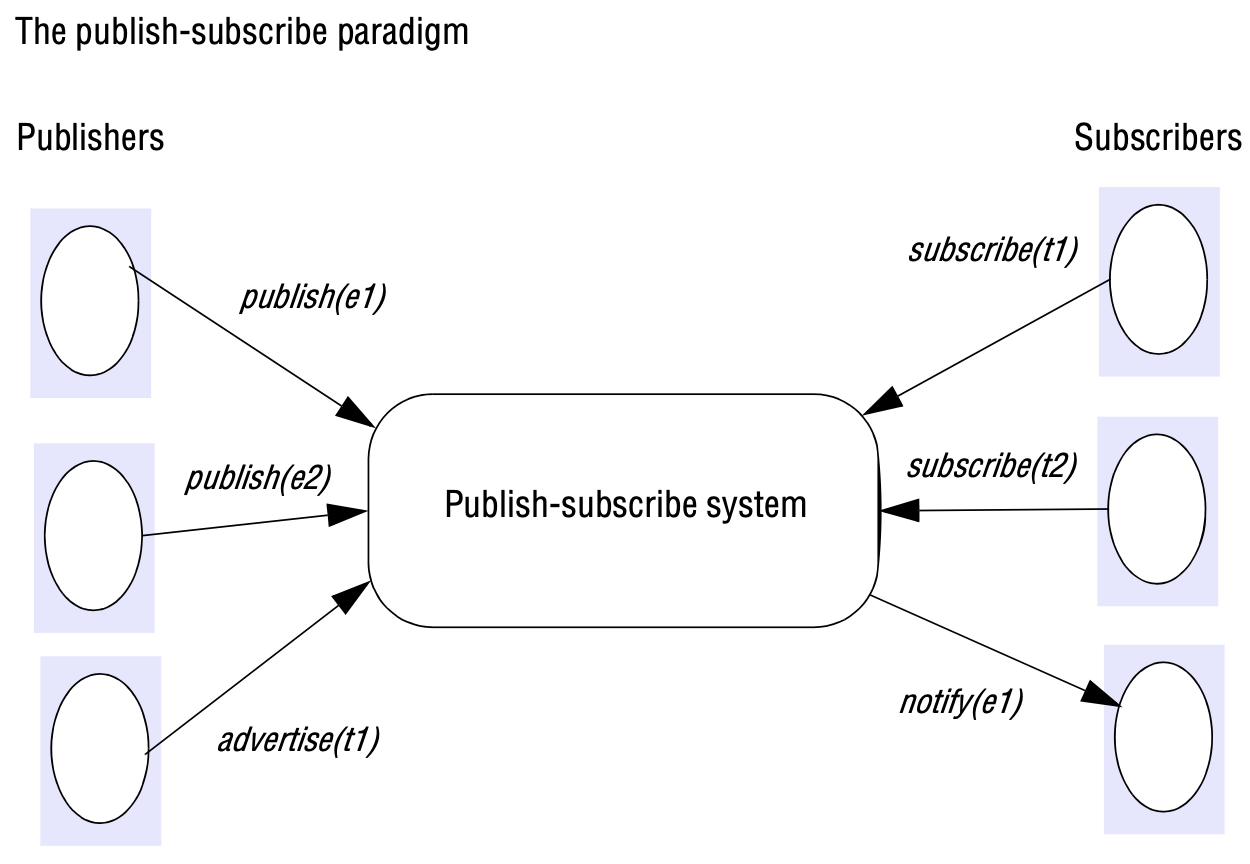 The publish-subscribe paradigm
Publishers
Subscribers
subscribe(t1)
publish(e1)
subscribe(t2)
publish(e2)
Publish-subscribe system
notify(e1)
advertise(t1)